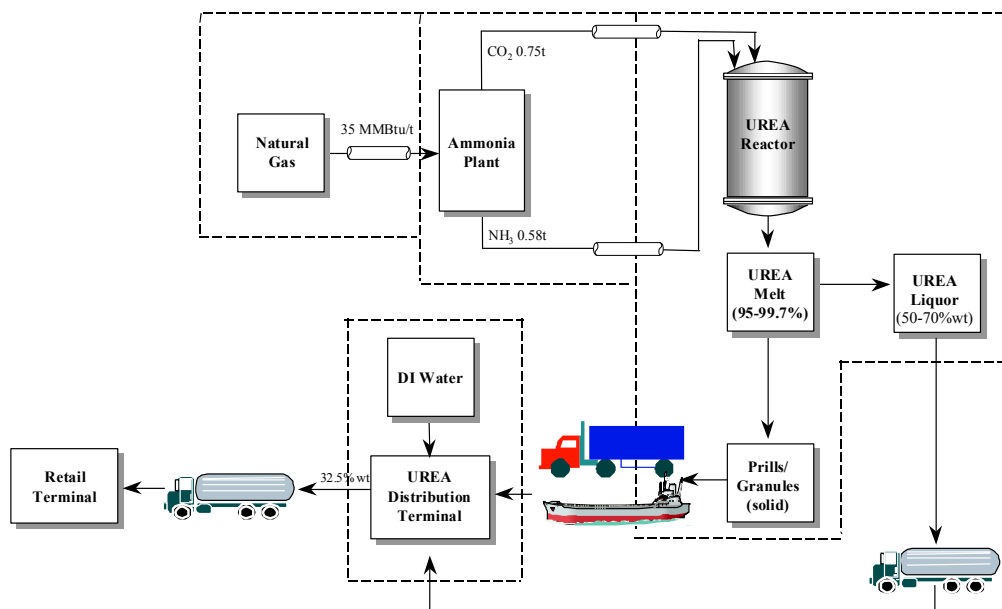 CO2 0.75t
35 MMBtu/t
Natural
Gas
Ammonia
Plant
UREA
Reactor
NH3 0.58t
UREA
Melt
(95-99.7%)
UREA
Liquor
(50-70%wt)
DI Water
Retail
Terminal
32.5% wt
UREA
Distribution
Terminal
Prills/
Granules
(solid)